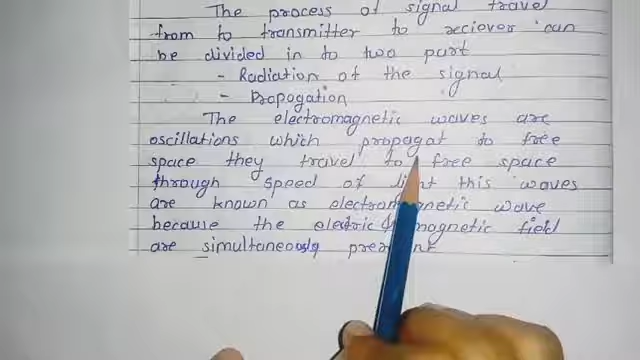 The process of signal travel
from to transmitter to reciover can
be divided in to two part
- Radiation of the signal
- Propogation
The electromagnetic waves are
oscillations which propagat to free
space they travel to free space
through speed of light this waves
are known as electromagnetic wave
because the electric & magnetic field
are simultaneously present